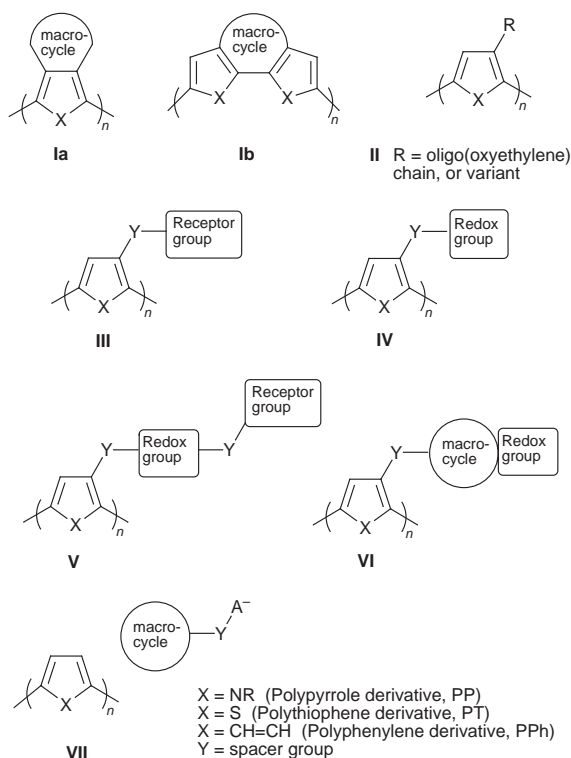 macro-
cycle
X
n
Ia
macro-
cycle
X
X
n
Ib
R
X
n
II R = oligo(oxyethylene)
chain, or variant
Y
Receptor
group
X
n
III
Y
Redox
group
X
n
IV
Y
Redox
group
Y
Receptor
group
X
n
V
Y
macro-
cycle
Redox
group
X
n
VI
X
n
VII
macro-
cycle
Y
A−
X = NR (Polypyrrole derivative, PP)
X = S (Polythiophene derivative, PT)
X = CH=CH (Polyphenylene derivative, PPh)
Y = spacer group